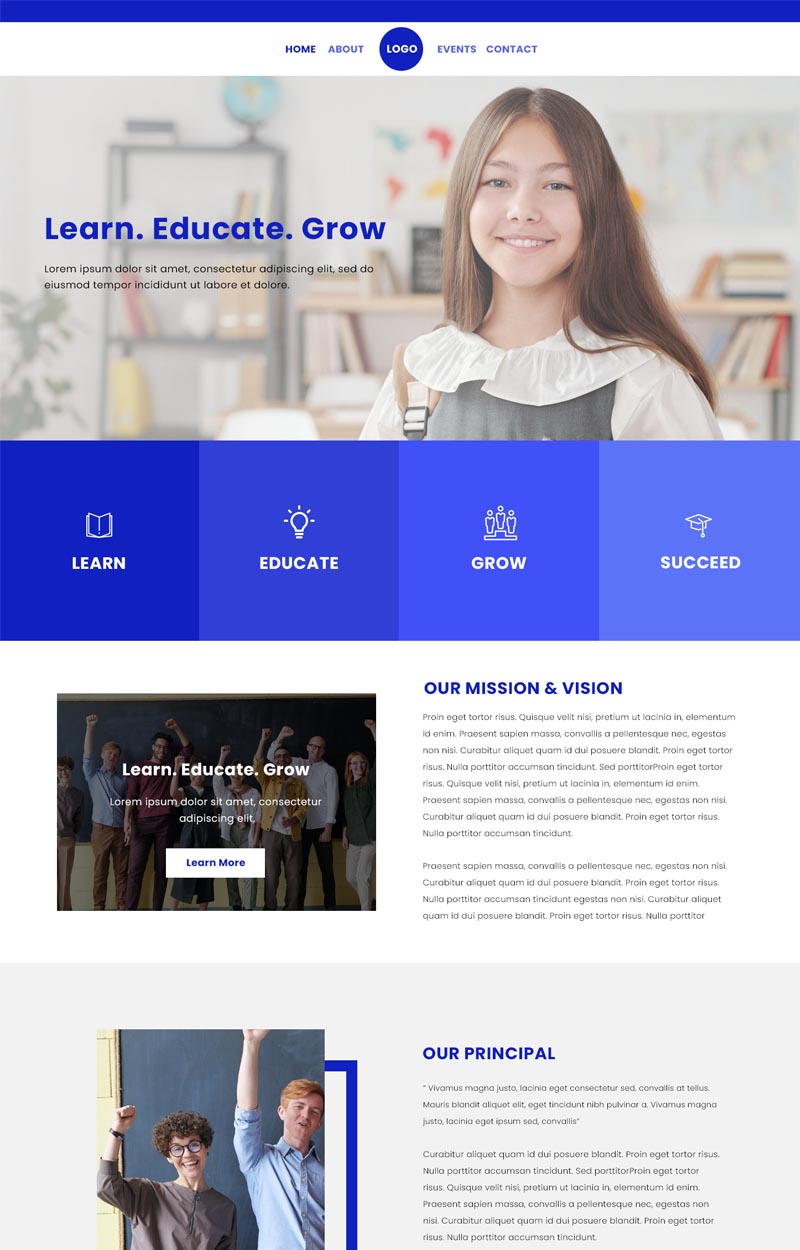 HOME ABOUT LOGO EVENTS CONTACT
Learn. Educate. Grow
Lorem ipsum dolor sit amet, consectetur adipiscing elit, sed do
eiusmod tempor incididunt ut labore et dolore.
LEARN
EDUCATE
GROW
SUCCEED
Learn. Educate. Grow
Lorem ipsum dolor sit amet, consectetur
adipiscing elit,
Learn More
OUR MISSION & VISION
Proin eget tortor risus. Quisque velit nisi, pretium ut lacinia in, elementum
id enim. Praesent sapien massa, convallis a pellentesque nec, egestas
non nisi. Curabitur aliquet quam id dui posuere blandit. Proin eget tortor
risus. Nulla porttitor accumsan tincidunt. Sed porttitorProin eget tortor
risus. Quisque velit nisi, pretium ut lacinia in, elementum id enim.
Praesent sapien massa, convallis a pellentesque nec, egestas non nisi.
Curabitur aliquet quam id dui posuere blandit. Proin eget tortor risus.
Nulla porttitor accumsan tincidunt.
Praesent sapien massa, convallis a pellentesque nec, egestas non nisi.
Curabitur aliquet quam id dui posuere blandit. Proin eget tortor risus.
Nulla porttitor accumsan tincidunt egestas non nisi. Curabitur aliquet
quam id dui posuere blandit. Proin eget tortor risus. Nulla porttitor
OUR PRINCIPAL
“ Vivamus magna justo, lacinia eget consectetur sed, convallis at tellus.
Mauris blandit aliquet elit, eget tincidunt nibh pulvinar a. Vivamus magna
justo, lacinia eget ipsum sed, convallis”
Curabitur aliquet quam id dui posuere blandit. Proin eget tortor risus.
Nulla porttitor accumsan tincidunt. Sed porttitorProin eget tortor
risus. Quisque velit nisi, pretium ut lacinia in, elementum id enim.
Praesent sapien massa, convallis a pellentesque nec, egestas non
nisi. Curabitur aliquet quam id dui posuere blandit. Proin eget tortor
risus. Nulla porttitor accumsan tincidunt.